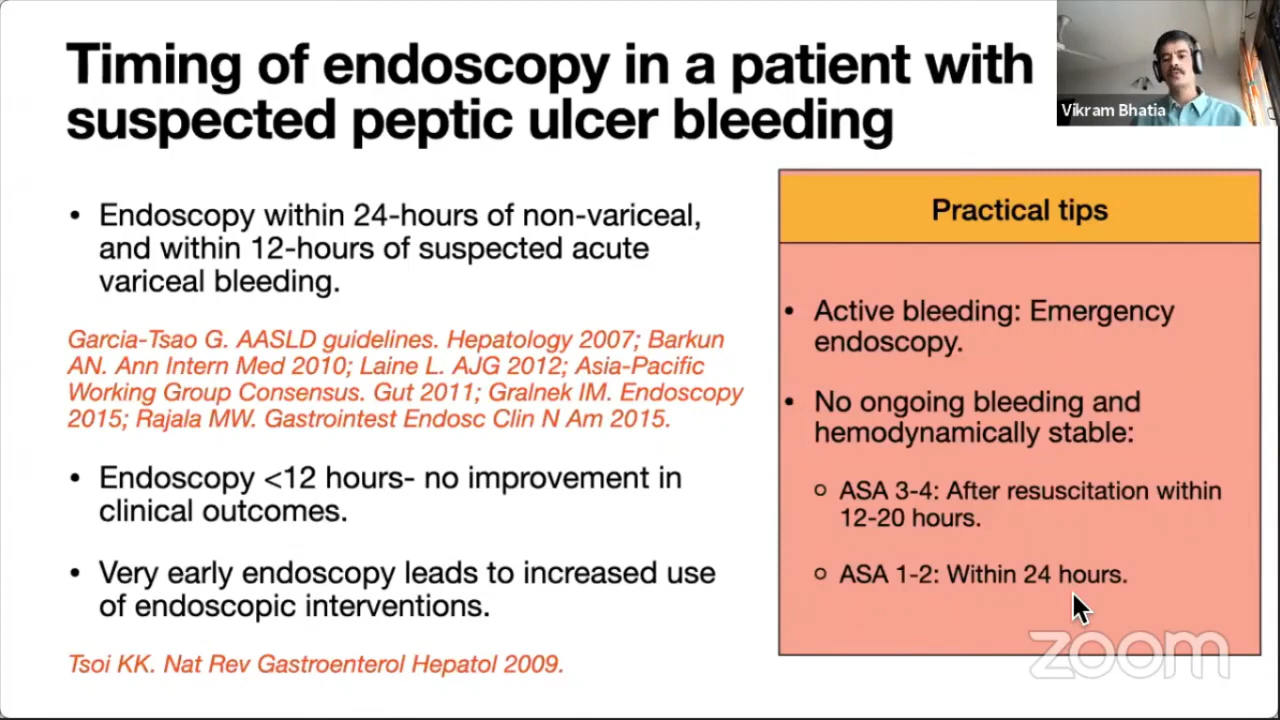 Timing of endoscopy in a patient with
suspected peptic ulcer bleeding
Vikram Bhatia
• Endoscopy within 24-hours of non-variceal,
and within 12-hours of suspected acute
variceal bleeding.
Garcia-Tsao G. AASLD guidelines. Hepatology 2007; Barkun
AN. Ann Intern Med 2010; Laine L. AJG 2012; Asia-Pacific
Working Group Consensus. Gut 2011; Gralnek IM. Endoscopy
2015; Rajala MW. Gastrointest Endosc Clin N Am 2015.
• Endoscopy <12 hours- no improvement in
clinical outcomes.
• Very early endoscopy leads to increased use
of endoscopic interventions.
Tsoi KK. Nat Rev Gastroenterol Hepatol 2009.
Practical tips
• Active bleeding: Emergency
endoscopy.
• No ongoing bleeding and
hemodynamically stable:
○ ASA 3-4: After resuscitation within
12-20 hours.
○ ASA 1-2: Within 24 hours.
zoom